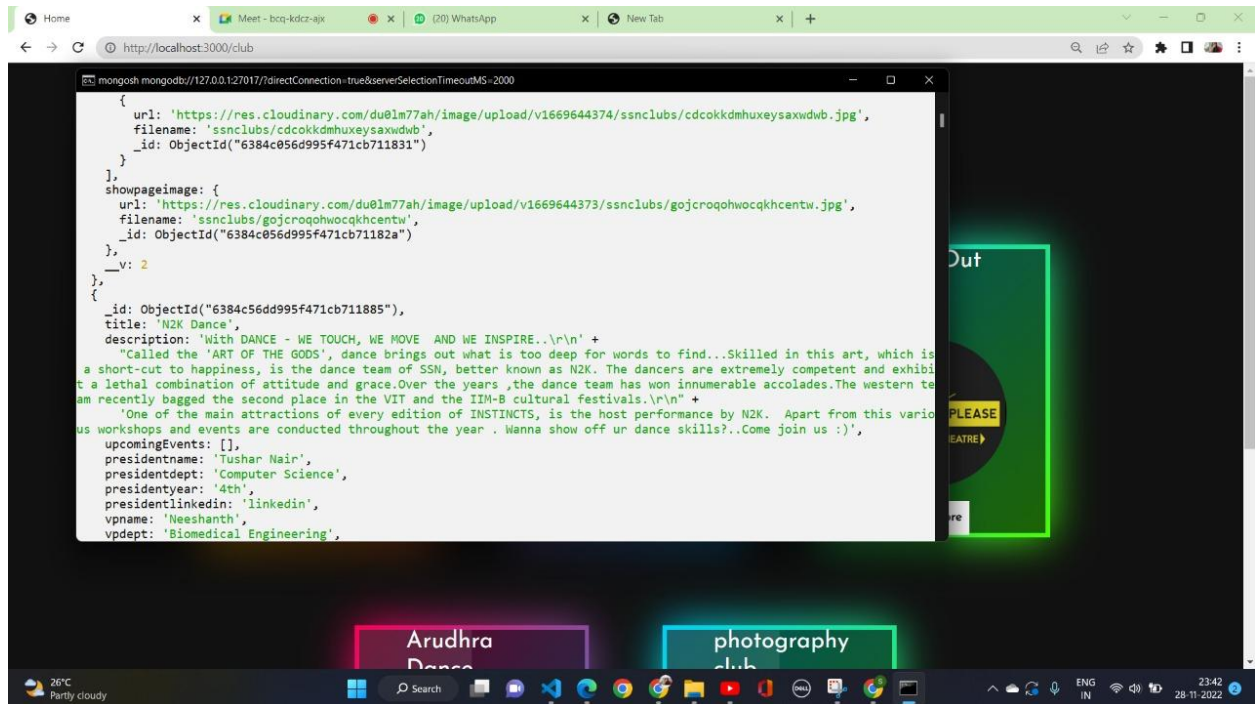 Home
Meet - bcq-kdcz-ajx
(20) WhatsApp
New Tab
http://localhost:3000/club
mongosh mongodb://127.0.0.1:27017/?directConnection=true&serverSelectionTimeoutMS=2000
{
url: 'https://res.cloudinary.com/du0lm77ah/image/upload/v1669644374/ssnclubs/cdcokkdmhuxeysaxwdwb.jpg',
filename: 'ssnclubs/cdcokkdmhuxeysaxwdwb',
_id: ObjectId("6384c056d995f471cb711831")
}
],
showpageimage: {
url: 'https://res.cloudinary.com/du0lm77ah/image/upload/v1669644373/ssnclubs/gojcroqohwocqkhcentw.jpg',
filename: 'ssnclubs/gojcroqohwocqkhcentw',
_id: ObjectId("6384c056d995f471cb71182a")
},
__v: 2
},
{
_id: ObjectId("6384c56dd995f471cb711885"),
title: 'N2K Dance',
description: 'With DANCE - WE TOUCH, WE MOVE  AND WE INSPIRE..\r\n' +
"Called the 'ART OF THE GODS', dance brings out what is too deep for words to find...Skilled in this art, which is
a short-cut to happiness, is the dance team of SSN, better known as N2K. The dancers are extremely competent and exhibi
t a lethal combination of attitude and grace.Over the years ,the dance team has won innumerable accolades.The western te
am recently bagged the second place in the VIT and the IIM-B cultural festivals.\r\n" +
'One of the main attractions of every edition of INSTINCTS, is the host performance by N2K.  Apart from this vario
us workshops and events are conducted throughout the year . Wanna show off ur dance skills?..Come join us :)',
upcomingEvents: [],
presidentname: 'Tushar Nair',
presidentdept: 'Computer Science',
presidentyear: '4th',
presidentlinkedin: 'linkedin',
vpname: 'Neeshanth',
vpdept: 'Biomedical Engineering',
Out
PLEASE
EATRE
re
Arudhra
Dance
photography
club
26°C
Partly cloudy
Search
DELL
ENG
IN
23:42
28-11-2022
2